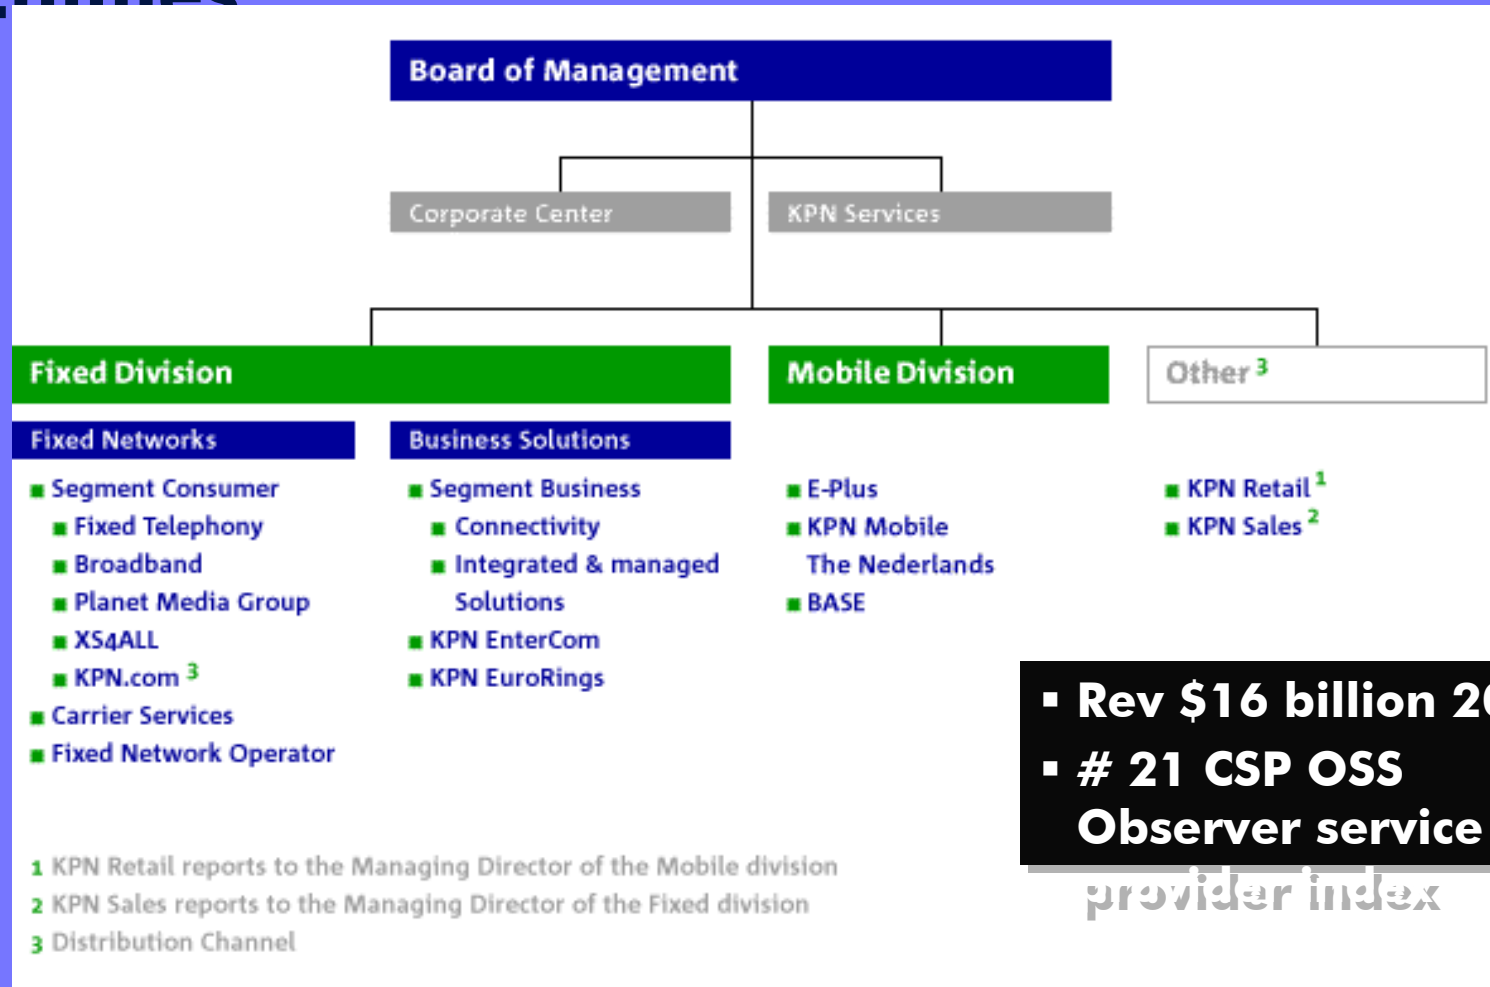 Board of Management
Corporate Center
KPN Services
Fixed Division
Mobile Division
Other 3
Fixed Networks
Business Solutions
Segment Consumer
Fixed Telephony
Broadband
Planet Media Group
XS4ALL
KPN.com 3
Carrier Services
Fixed Network Operator
Segment Business
Connectivity
Integrated & managed
Solutions
KPN EnterCom
KPN EuroRings
E-Plus
KPN Mobile
The Nederlands
BASE
KPN Retail 1
KPN Sales 2
▪ Rev $16 billion
▪ # 21 CSP OSS
Observer service
provider index
1 KPN Retail reports to the Managing Director of the Mobile division
2 KPN Sales reports to the Managing Director of the Fixed division
3 Distribution Channel